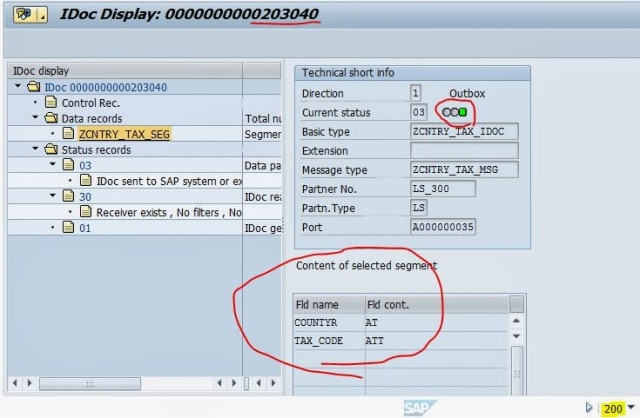 IDoc Display: 0000000000203040
IDoc display
IDoc 0000000000203040
Control Rec.
Data records
Total nu
ZCNTRY_TAX_SEG
Segmer
Status records
03
Data pa
IDoc sent to SAP system or ex
30
IDoc rea
Receiver exists , No filters , No
01
IDoc ge
Technical short info
Direction 1 Outbox
Current status 03
Basic type ZCNTRY_TAX_IDOC
Extension
Message type ZCNTRY_TAX_MSG
Partner No. LS_300
Partn.Type LS
Port A000000035
Content of selected segment
Fld name Fld cont.
COUNTYR AT
TAX_CODE ATT
SAP
200